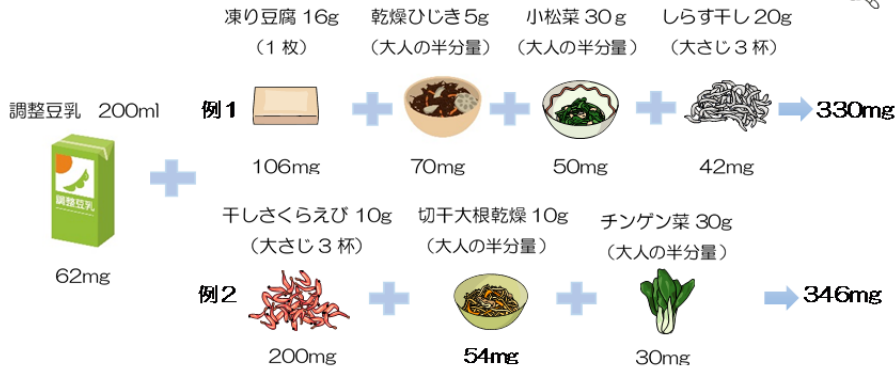 凍り豆腐 16g 乾燥ひじき 5g 小松菜 30g しらす干し 20g
(1枚) (大人の半分量) (大人の半分量) (大さじ3杯)
調整豆乳 200ml
例1
330mg
調整豆乳
106mg 70mg 50mg 42mg
干しさくらえび 10g 切干大根乾燥 10g チンゲン菜 30g
(大さじ3杯) (大人の半分量) (大人の半分量)
62mg
例2
346mg
200mg 54mg 30mg